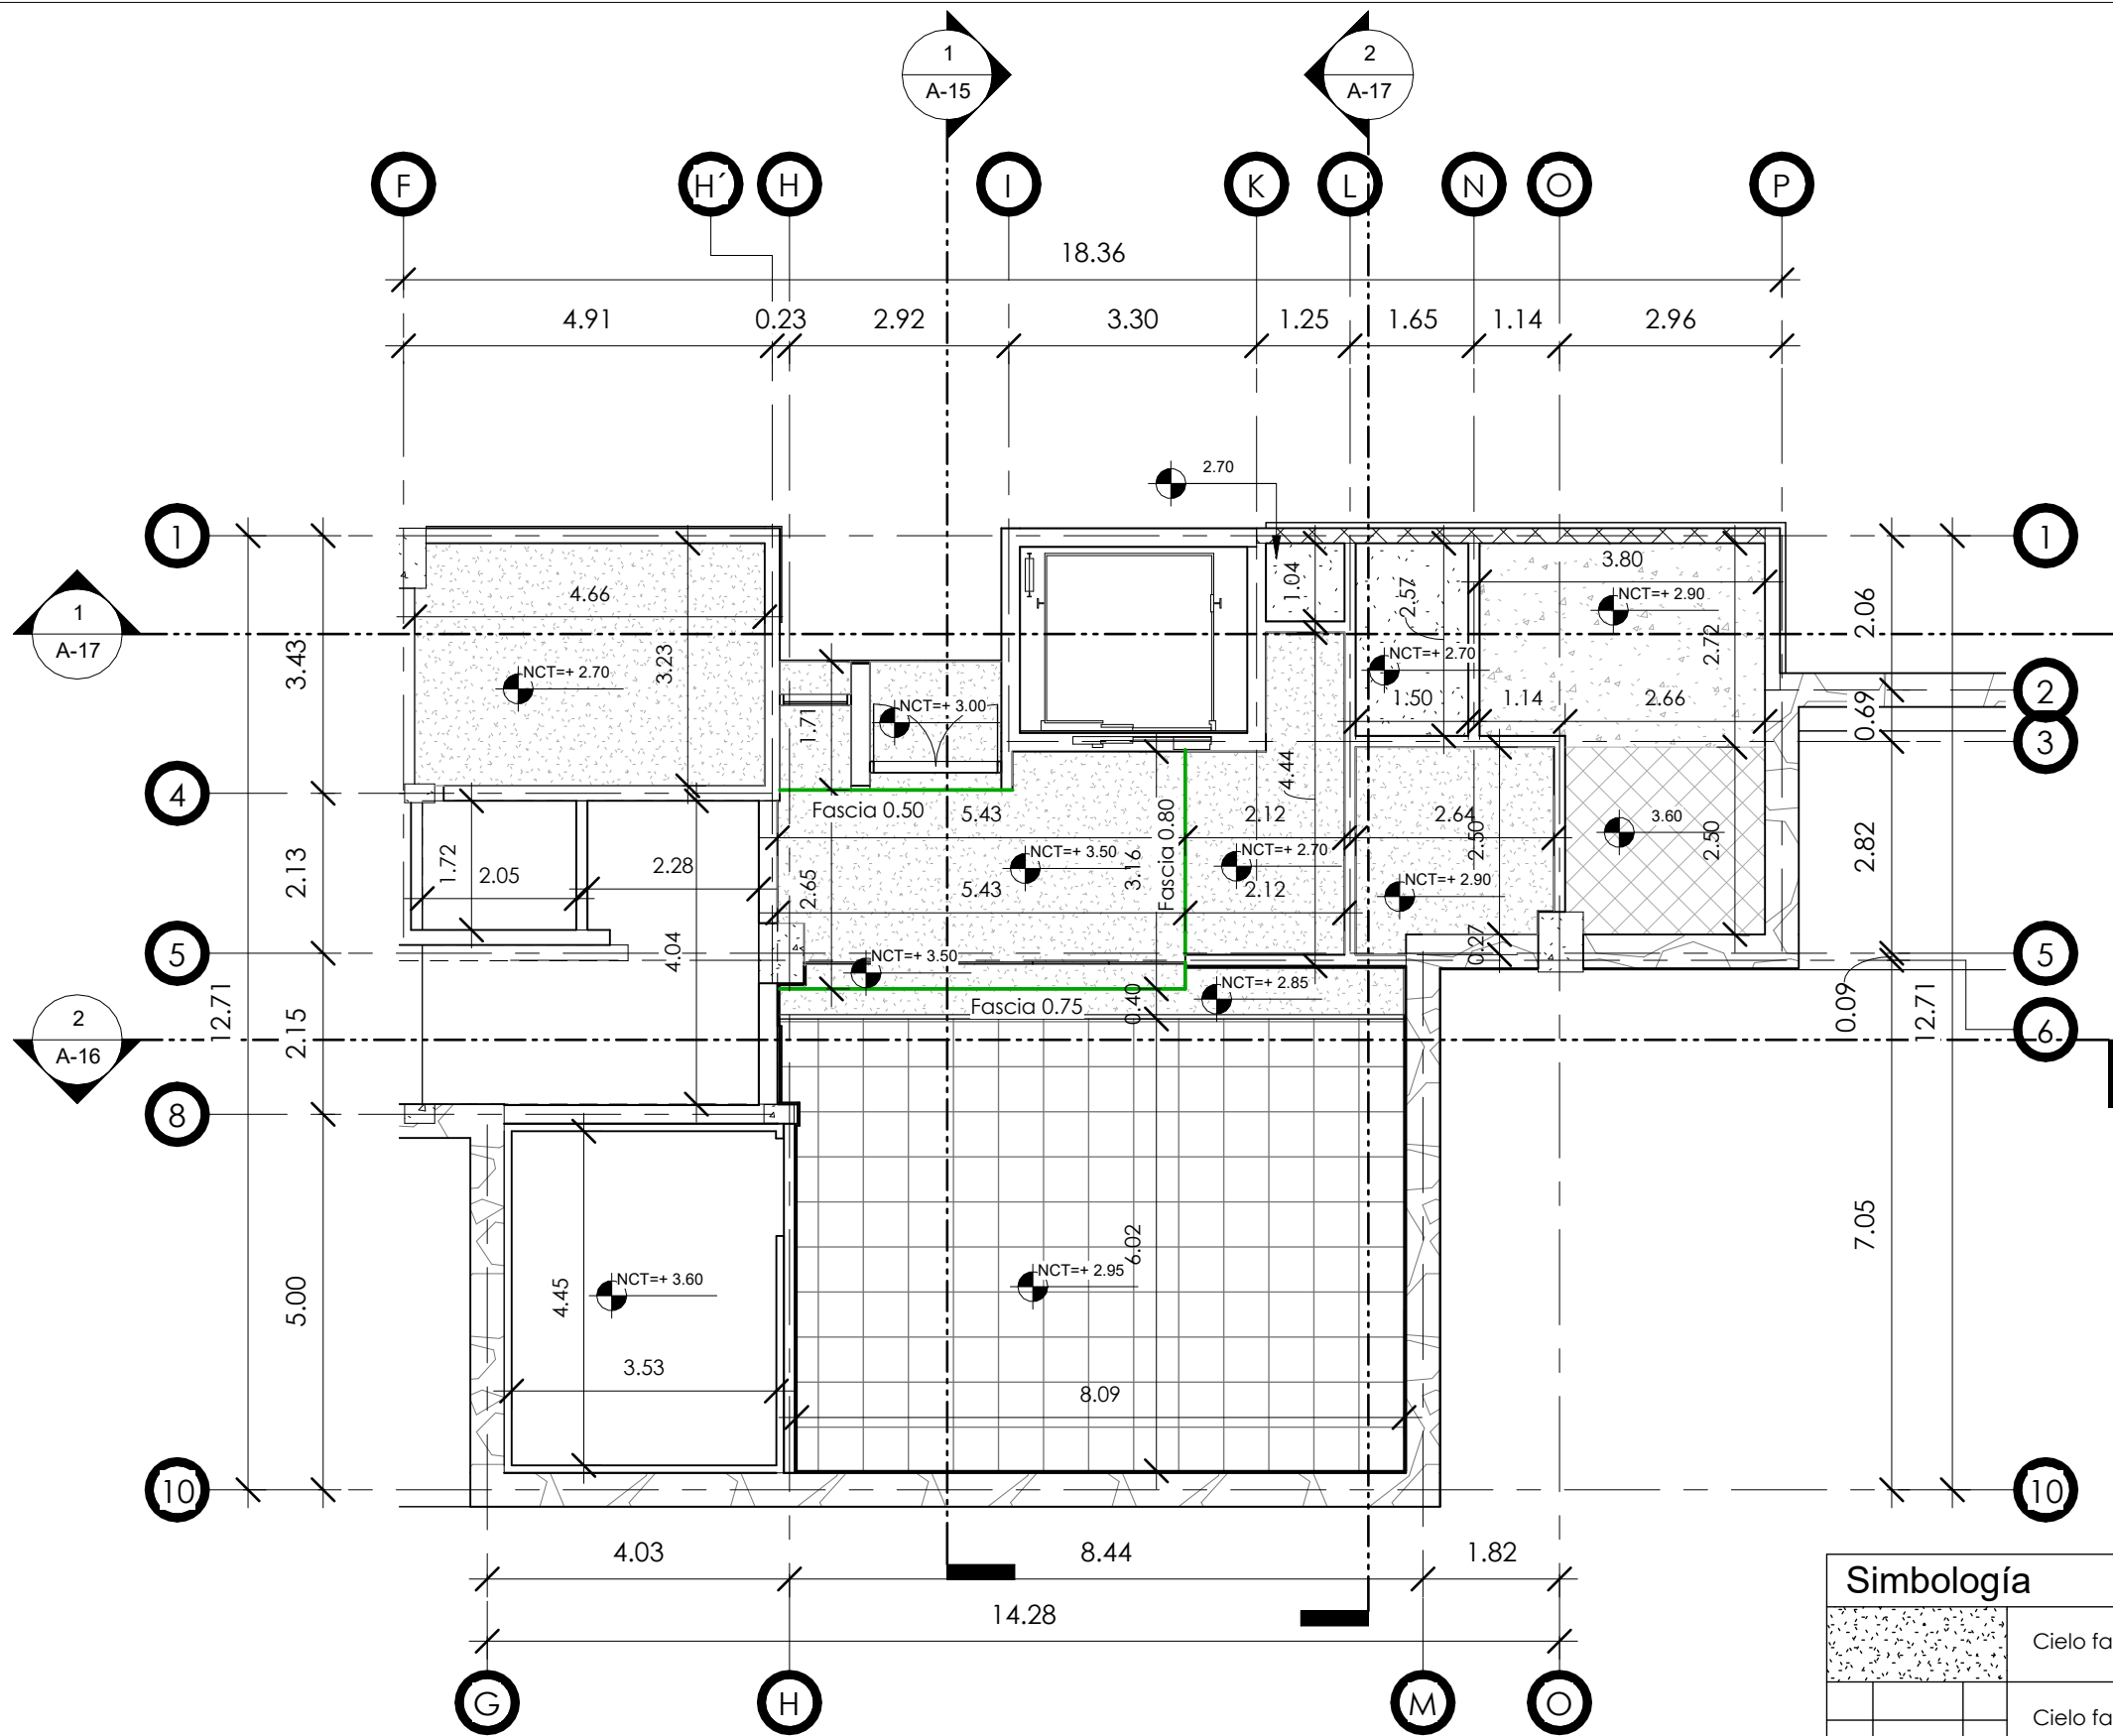 1
A-15
2
A-17
F
H´
H
I
K
L
N
O
P
18.36
4.91
0.23
2.92
3.30
1.25
1.65
1.14
2.96
2.70
1
1
3.80
1.04
2.57
NCT=+ 2.90
4.66
2.06
1
A-17
3.43
3.23
2.72
NCT=+ 2.70
NCT=+ 2.70
2
1.50
1.14
2.66
NCT=+ 3.00
1.71
0.69
3
4.44
4
Fascia 0.50
5.43
Fascia 0.80
2.12
2.64
3.60
2.50
2.50
1.72
2.05
2.28
2.13
NCT=+ 3.50
3.16
NCT=+ 2.70
2.82
2.65
5.43
2.12
NCT=+ 2.90
5
4.04
NCT=+ 3.50
0.27
5
NCT=+ 2.85
0.40
Fascia 0.75
12.71
0.09
12.71
6
2
A-16
2.15
8
6.02
7.05
4.45
NCT=+ 3.60
NCT=+ 2.95
5.00
3.53
8.09
10
10
4.03
8.44
1.82
14.28
G
H
M
O
Simbología
Cielo fa
Cielo fa